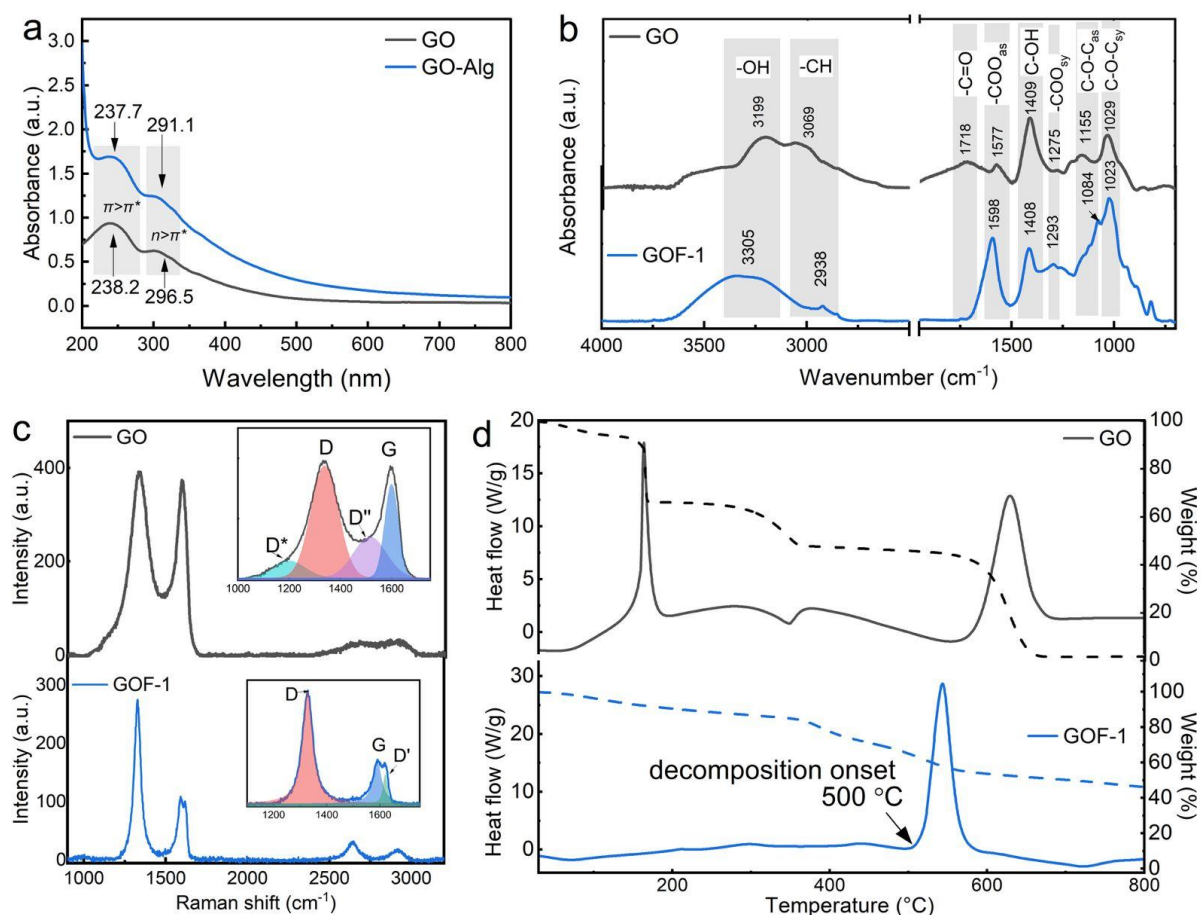 a
GO
GO-Alg
3.0
2.5
2.0
1.5
1.0
0.5
0.0
237.7
291.1
π>π*
n>π*
238.2
296.5
Absorbance (a.u.)
200 300 400 500 600 700 800
Wavelength (nm)
b
GO
-OH
-CH
-C=O
-COOas
C-OH
-COOsy
C-O-Cas
C-O-Csy
3199
3069
1718
1577
1409
1275
1155
1029
GOF-1
3305
2938
1598
1408
1293
1084
1023
Absorbance (a.u.)
4000 3500 3000 1500 1000
Wavenumber (cm-1)
c
GO
400
200
0
Intensity (a.u.)
D
G
D*
D"
1000 1200 1400 1600
GOF-1
300
200
100
0
Intensity (a.u.)
D
G
D'
1200 1400 1600
1000 1500 2000 2500 3000
Raman shift (cm-1)
d
GO
20
15
10
5
0
Heat flow (W/g)
100
80
60
40
20
0
Weight (%)
GOF-1
30
20
10
0
Heat flow (W/g)
100
80
60
40
20
0
Weight (%)
decomposition onset
500 °C
200 400 600 800
Temperature (°C)